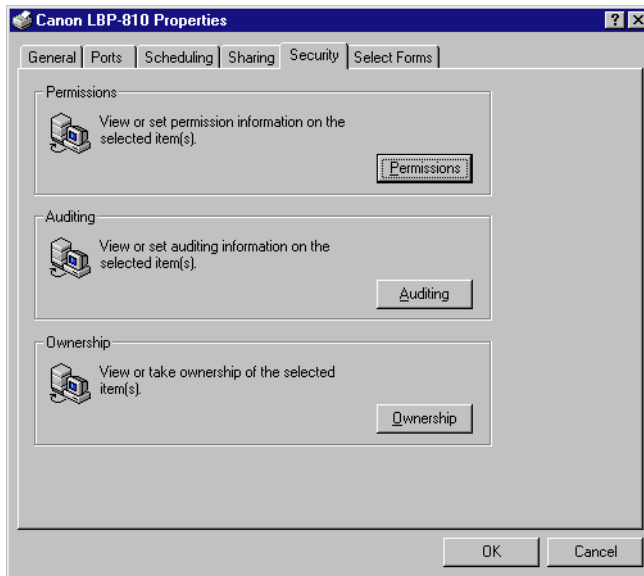 Canon LBP-810 Properties
General Ports Scheduling Sharing Security Select Forms
Permissions
View or set permission information on the
selected item(s).
Permissions
Auditing
View or set auditing information on the
selected item(s).
Auditing
Ownership
View or take ownership of the selected
item(s).
Ownership
OK Cancel